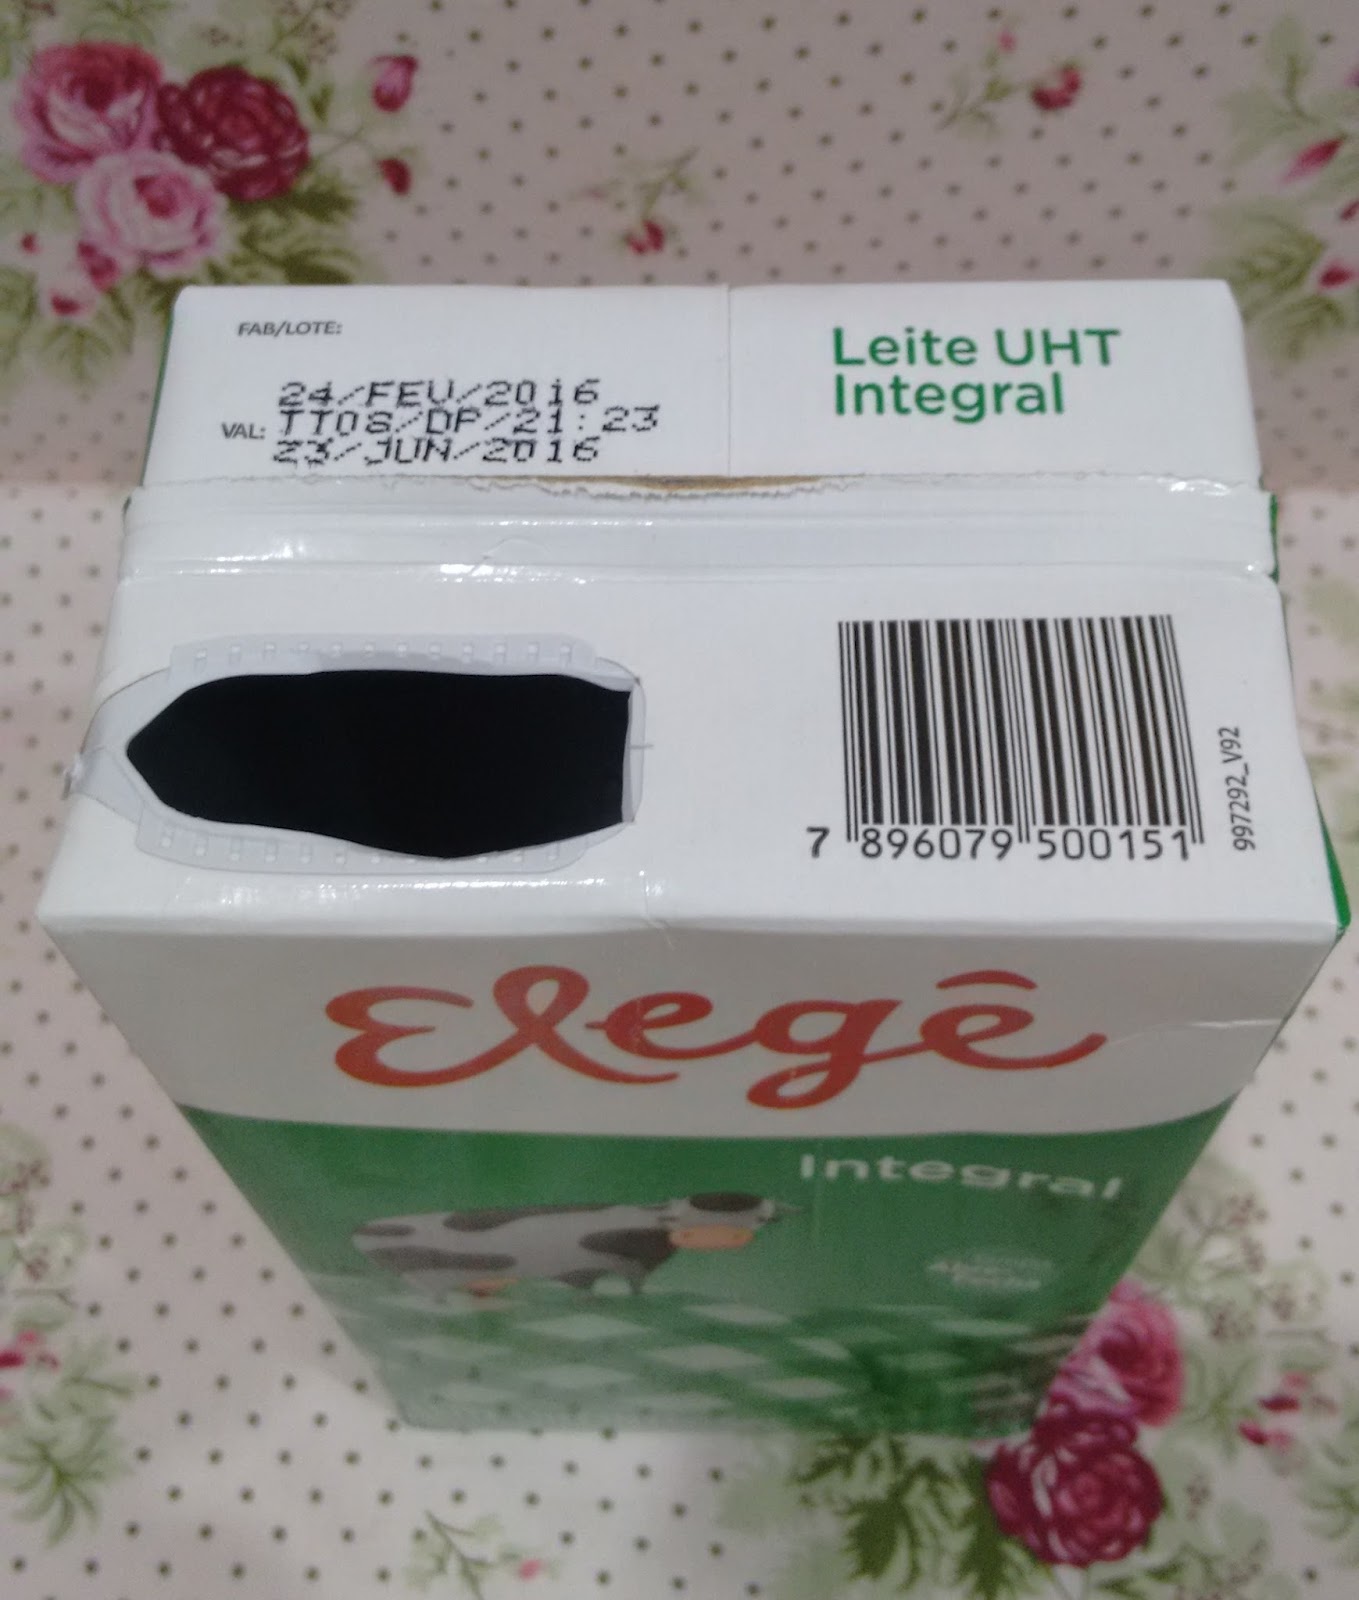 FAB/LOTE:
24/FEV/2016
TT08/DP/21:23
VAL: 23/JUN/2016
Leite UHT
Integral
7 896079 500151
997292_V92
Elegê
Integral